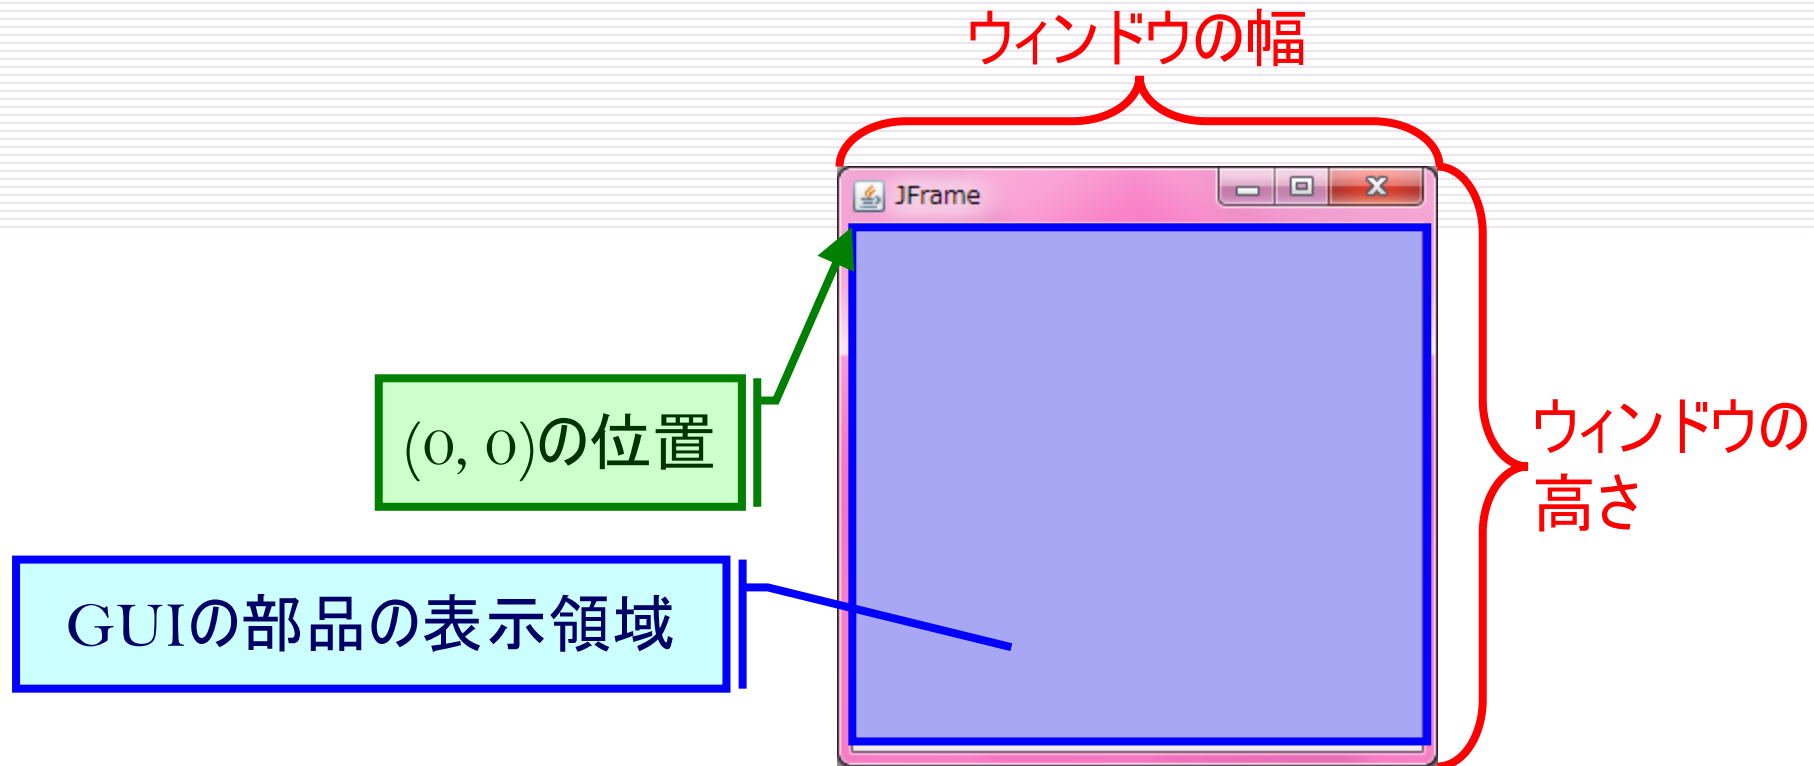 ウィンドウの幅
JFrame
(0, 0)の位置
ウィンドウの
高さ
GUIの部品の表示領域